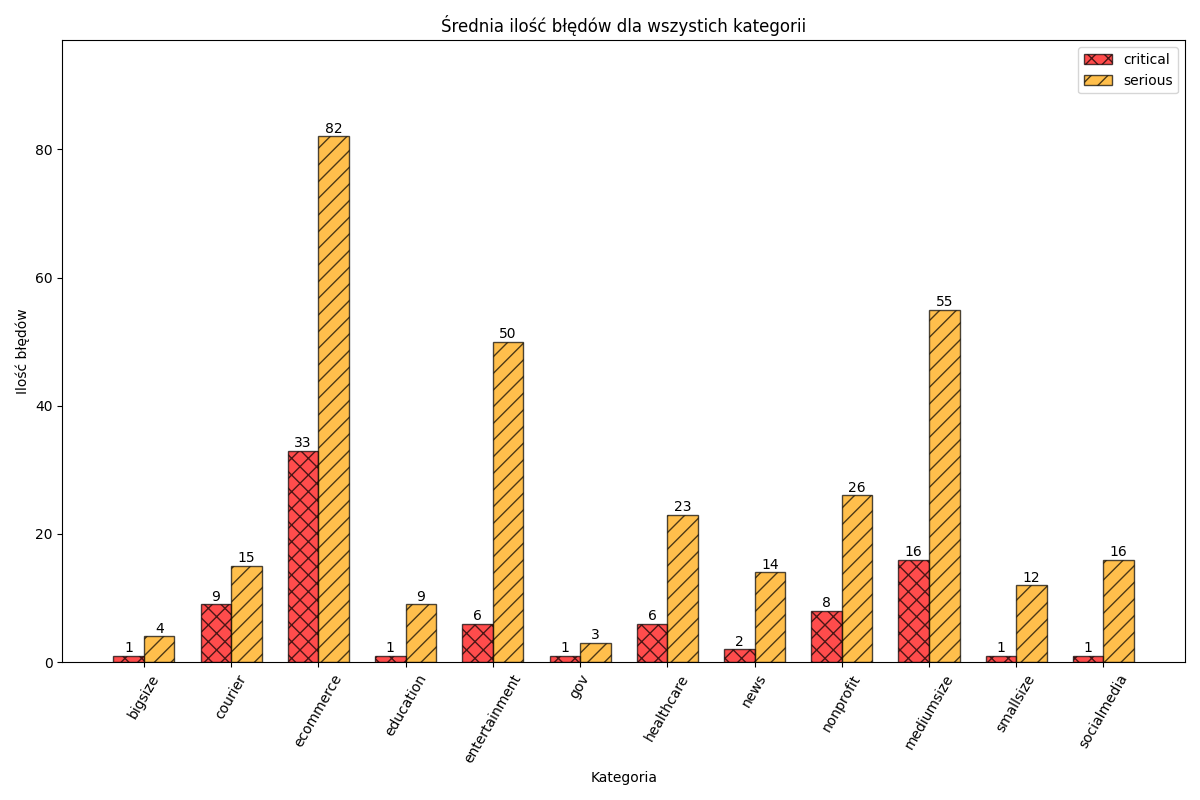 Średnia ilość błędów dla wszystich kategorii
critical
serious
Ilość błędów
80
60
40
20
0
1
4
9
15
33
82
1
9
6
50
1
3
6
23
2
14
8
26
16
55
1
12
1
16
bigsize
courier
ecommerce
education
entertainment
gov
healthcare
news
nonprofit
mediumsize
smallsize
socialmedia
Kategoria